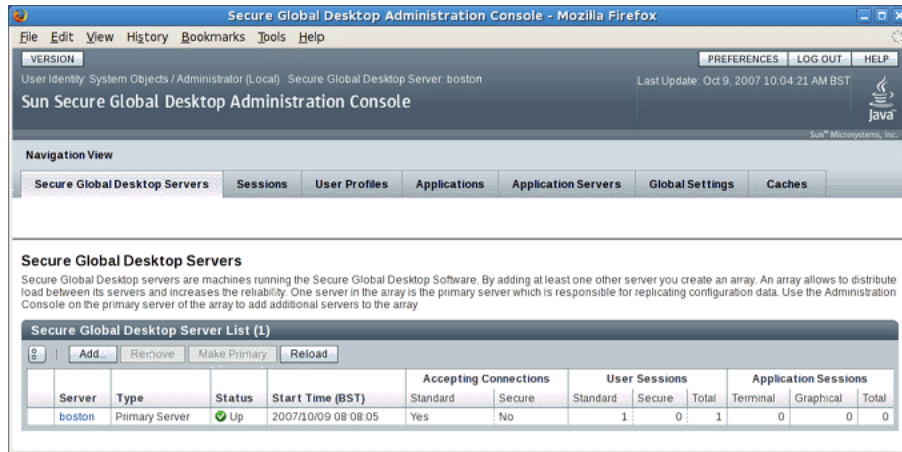 Secure Global Desktop Administration Console - Mozilla Firefox
File Edit View History Bookmarks Tools Help
VERSION PREFERENCES LOG OUT HELP
User Identity: System Objects / Administrator (Local) Secure Global Desktop Server: boston Last Update: Oct 9, 2007 10:04:21 AM BST
Sun Secure Global Desktop Administration Console
Java
Sun™ Microsystems, Inc.
Navigation View
Secure Global Desktop Servers Sessions User Profiles Applications Application Servers Global Settings Caches
Secure Global Desktop Servers
Secure Global Desktop servers are machines running the Secure Global Desktop Software. By adding at least one other server you create an array. An array allows to distribute
load between its servers and increases the reliability. One server in the array is the primary server which is responsible for replicating configuration data. Use the Administration
Console on the primary server of the array to add additional servers to the array
Secure Global Desktop Server List (1)
Add... Remove Make Primary Reload
Accepting Connections User Sessions Application Sessions
Server Type Status Start Time (BST) Standard Secure Standard Secure Total Terminal Graphical Total
boston Primary Server Up 2007/10/09 08:08:05 Yes No 1 0 1 0 0 0